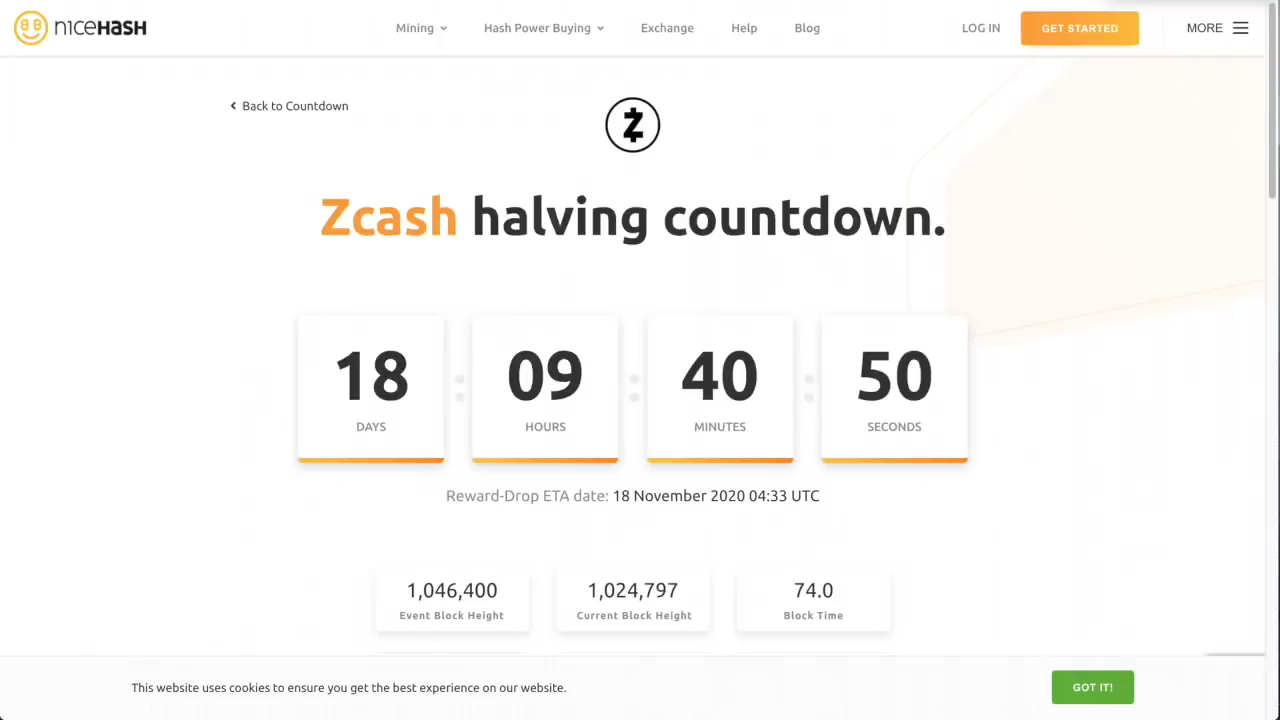 nicehash
Mining
Hash Power Buying
Exchange
Help
Blog
LOG IN
GET STARTED
MORE
Back to Countdown
Zcash halving countdown.
18 : 09 : 40 : 50
DAYS HOURS MINUTES SECONDS
Reward-Drop ETA date: 18 November 2020 04:33 UTC
1,046,400
Event Block Height
1,024,797
Current Block Height
74.0
Block Time
This website uses cookies to ensure you get the best experience on our website.
GOT IT!